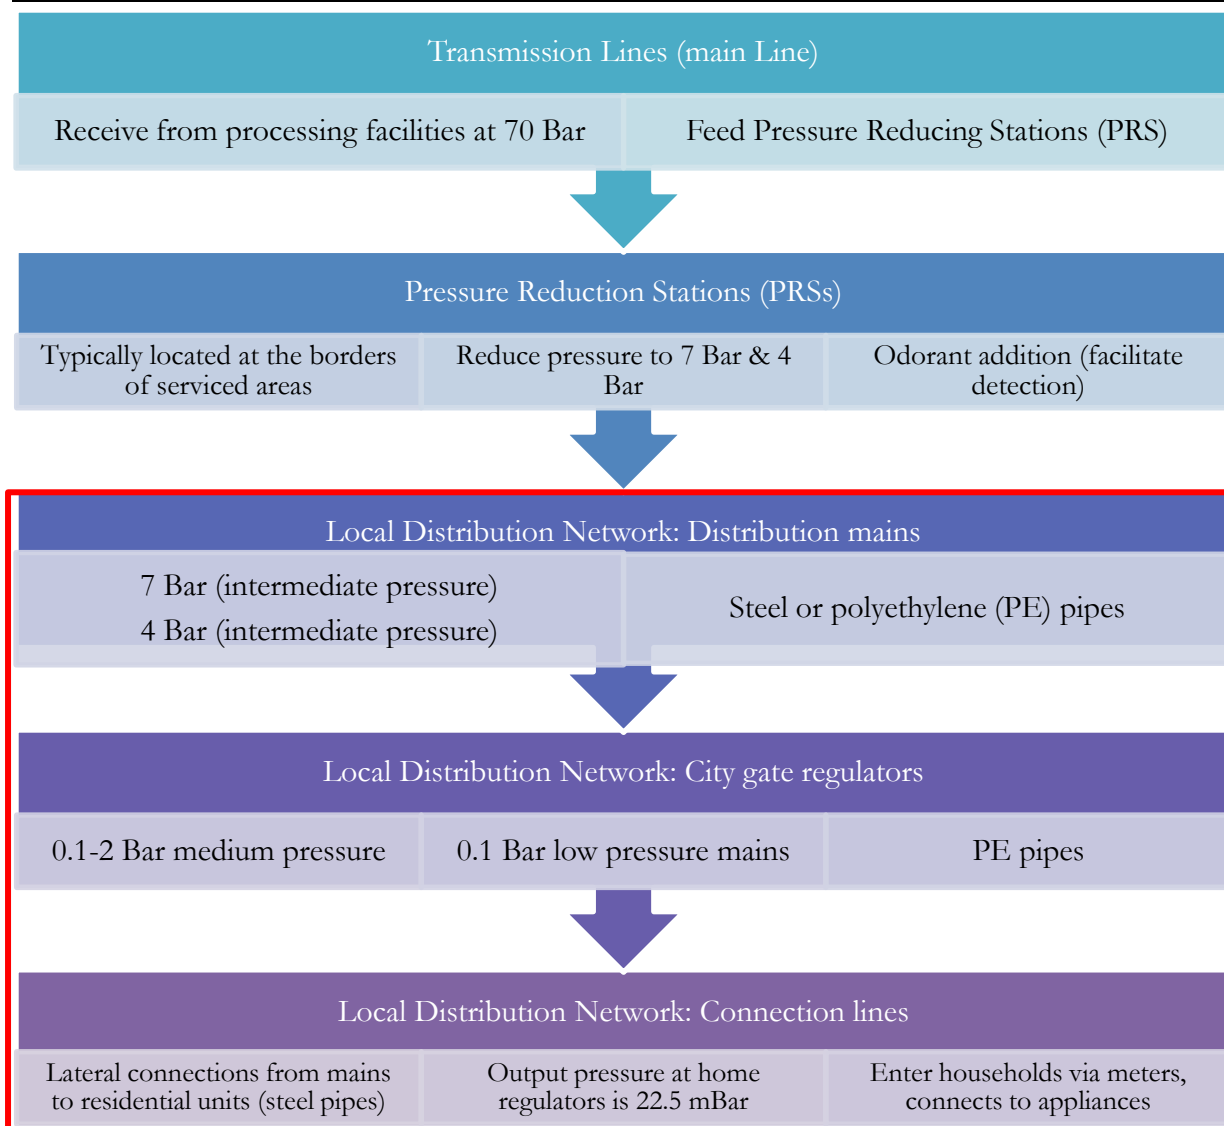 Transmission Lines (main Line)
Receive from processing facilities at 70 Bar
Feed Pressure Reducing Stations (PRS)
Pressure Reduction Stations (PRSs)
Typically located at the borders
of serviced areas
Reduce pressure to 7 Bar & 4
Bar
Odorant addition (facilitate
detection)
Local Distribution Network: Distribution mains
7 Bar (intermediate pressure)
4 Bar (intermediate pressure)
Steel or polyethylene (PE) pipes
Local Distribution Network: City gate regulators
0.1-2 Bar medium pressure
0.1 Bar low pressure mains
PE pipes
Local Distribution Network: Connection lines
Lateral connections from mains
to residential units (steel pipes)
Output pressure at home
regulators is 22.5 mBar
Enter households via meters,
connects to appliances